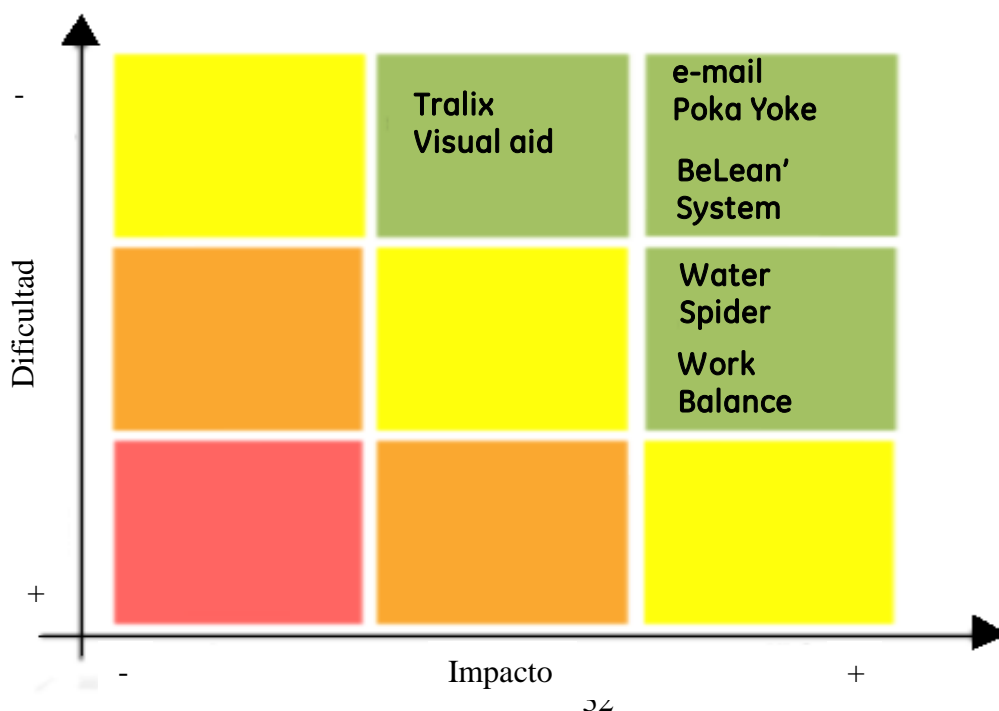 -
Tralix
Visual aid
e-mail
Poka Yoke
BeLean’
System
Dificultad
Water
Spider
Work
Balance
+
-
Impacto
+